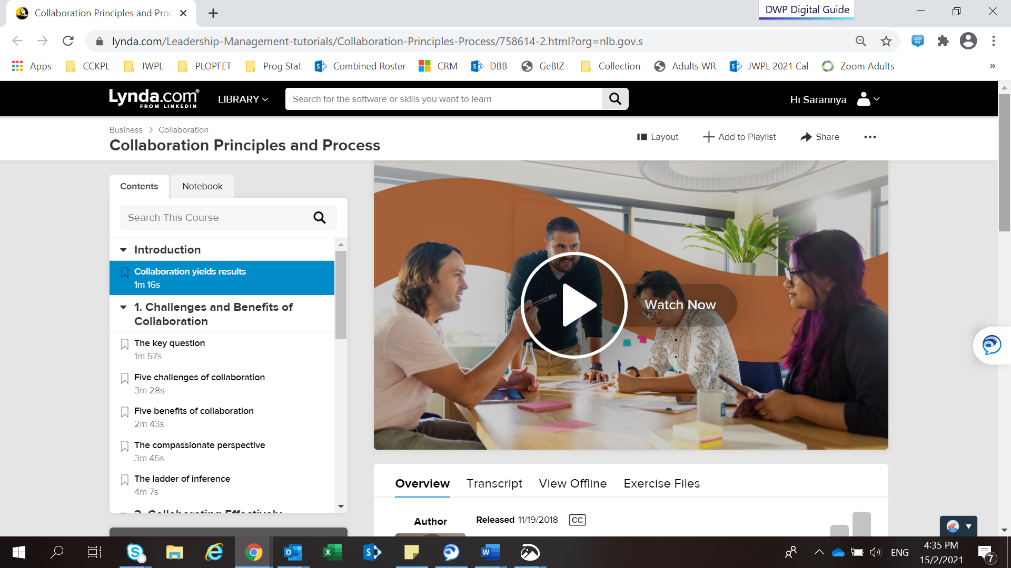 Collaboration Principles and Proc
DWP Digital Guide
lynda.com/Leadership-Management-tutorials/Collaboration-Principles-Process/758614-2.html?org=nlb.gov.s
Apps CCKPL JWPL PLOPFET Prog Stat Combined Roster CRM DBB GeBIZ Collection Adults WR JWPL 2021 Cal Zoom Adults »
Lynda.com
FROM LINKEDIN
LIBRARY
Search for the software or skills you want to learn
Hi Sarannya
Business > Collaboration
Collaboration Principles and Process
Layout
Add to Playlist
Share
Contents
Notebook
Search This Course
Introduction
Collaboration yields results
1m 16s
1. Challenges and Benefits of
Collaboration
The key question
1m 57s
Five challenges of collaboration
3m 28s
Five benefits of collaboration
2m 43s
The compassionate perspective
3m 45s
The ladder of inference
4m 7s
2. Collaborating Effectively
Watch Now
Overview Transcript View Offline Exercise Files
Author
Released 11/19/2018 CC
ENG
4:35 PM
15/2/2021
7